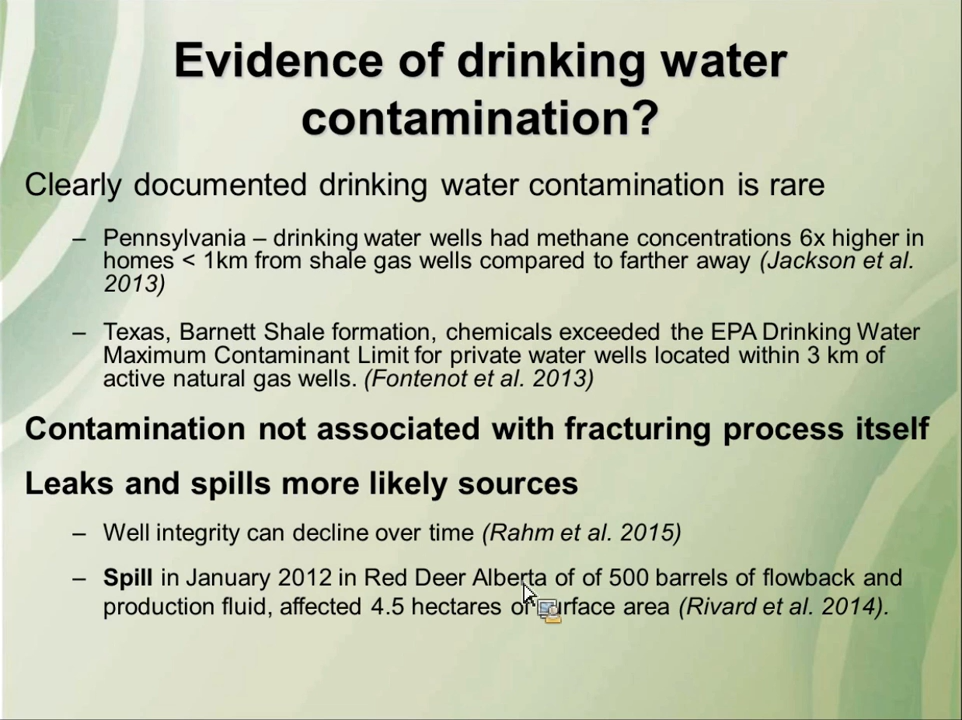 Evidence of drinking water
contamination?
Clearly documented drinking water contamination is rare
– Pennsylvania – drinking water wells had methane concentrations 6x higher in
homes < 1km from shale gas wells compared to farther away (Jackson et al.
2013)
– Texas, Barnett Shale formation, chemicals exceeded the EPA Drinking Water
Maximum Contaminant Limit for private water wells located within 3 km of
active natural gas wells. (Fontenot et al. 2013)
Contamination not associated with fracturing process itself
Leaks and spills more likely sources
– Well integrity can decline over time (Rahm et al. 2015)
– Spill in January 2012 in Red Deer Alberta of of 500 barrels of flowback and
production fluid, affected 4.5 hectares of surface area (Rivard et al. 2014).